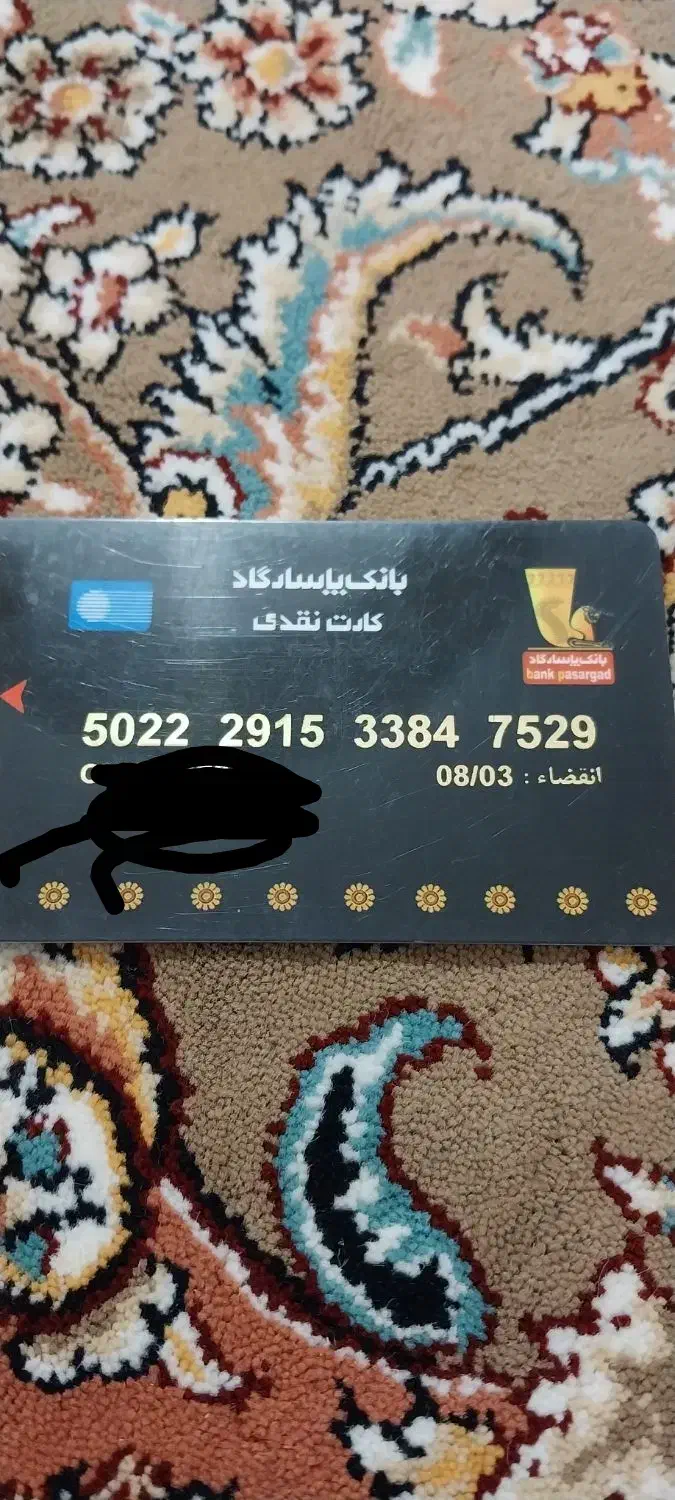 بانک پاسارگاد
کارت نقدی
بانک پاسارگاد
bank pasargad
5022 2915 3384 7529
انقضاء : 08/03